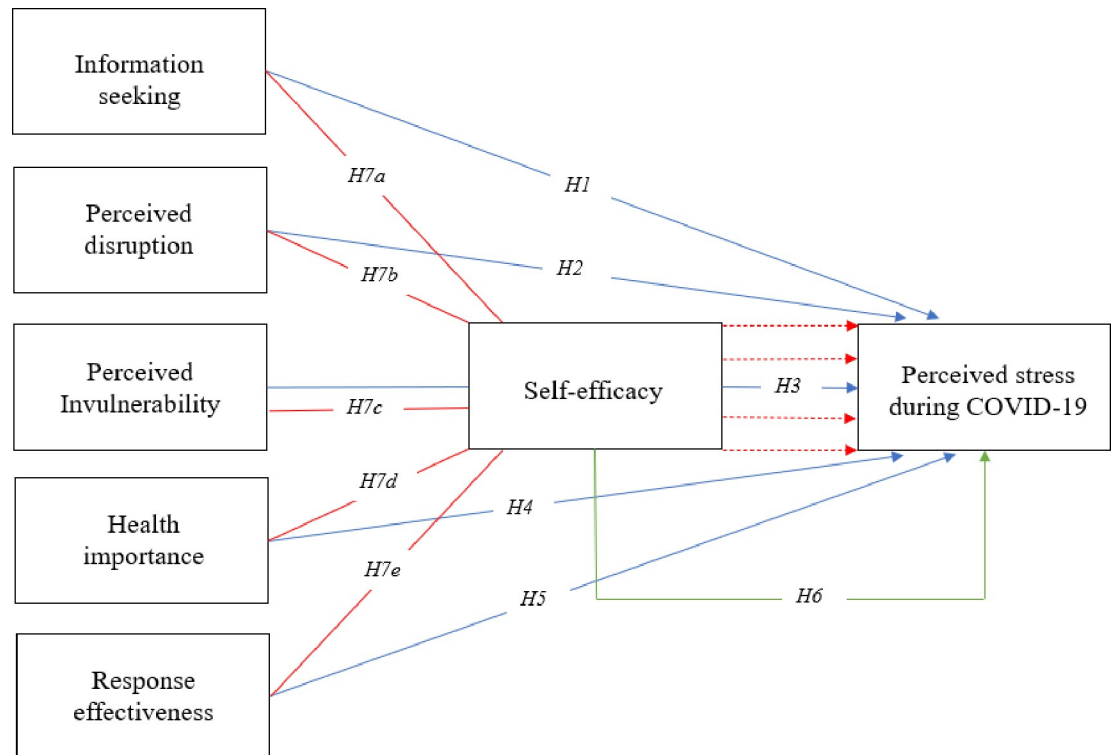 Information
seeking
H7a
H1
Perceived
disruption
H7b
H2
Perceived
Invulnerability
H7c
Self-efficacy
H3
Perceived stress
during COVID-19
H7d
Health
importance
H4
H7e
H5
H6
Response
effectiveness